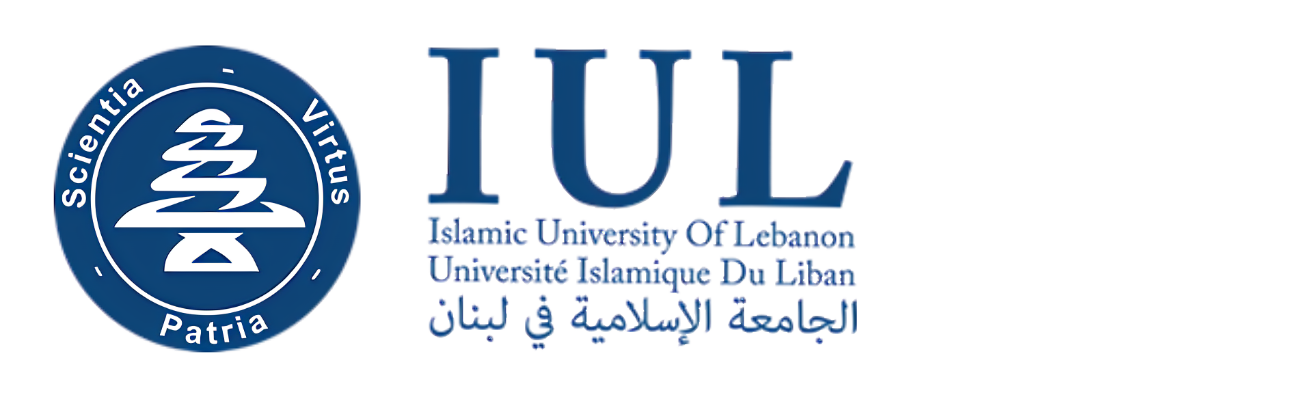 Scientia - Virtus - Patria -
IUL
Islamic University Of Lebanon
Université Islamique Du Liban
الجامعة الإسلامية في لبنان